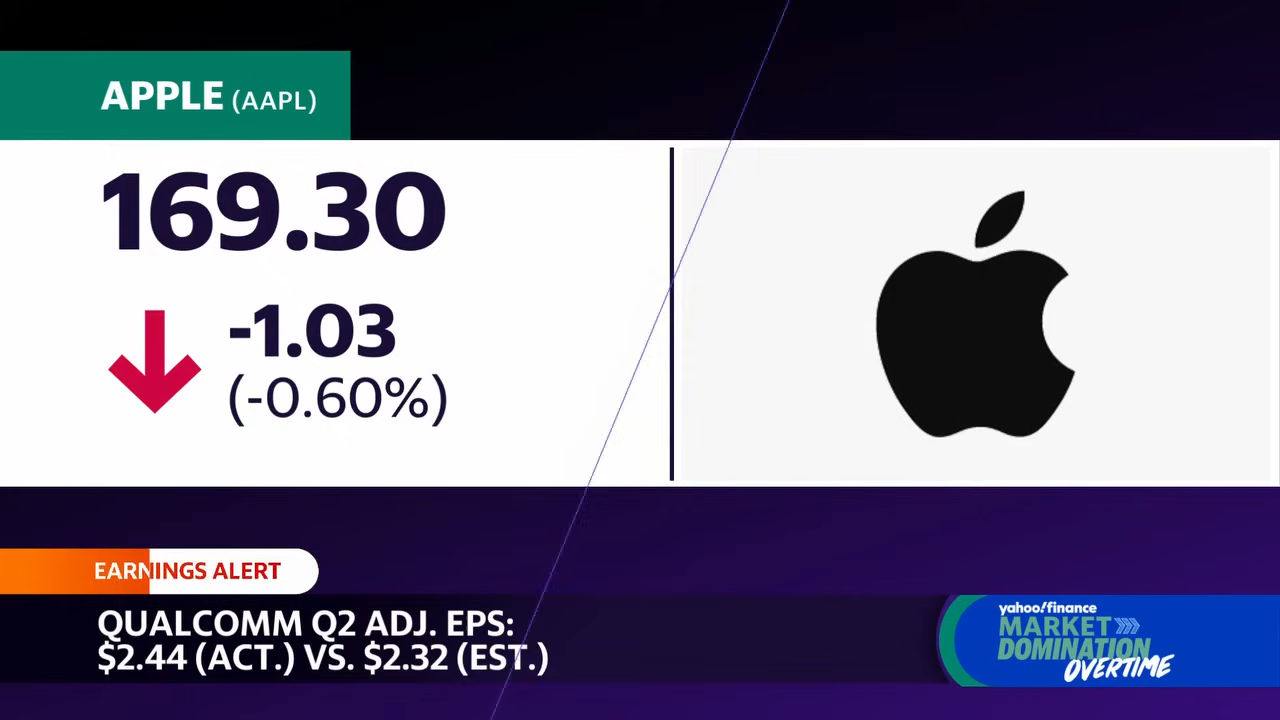 APPLE (AAPL)
169.30
-1.03
(-0.60%)
EARNINGS ALERT
QUALCOMM Q2 ADJ. EPS:
$2.44 (ACT.) VS. $2.32 (EST.)
yahoo!finance
MARKET
DOMINATION
OVERTIME